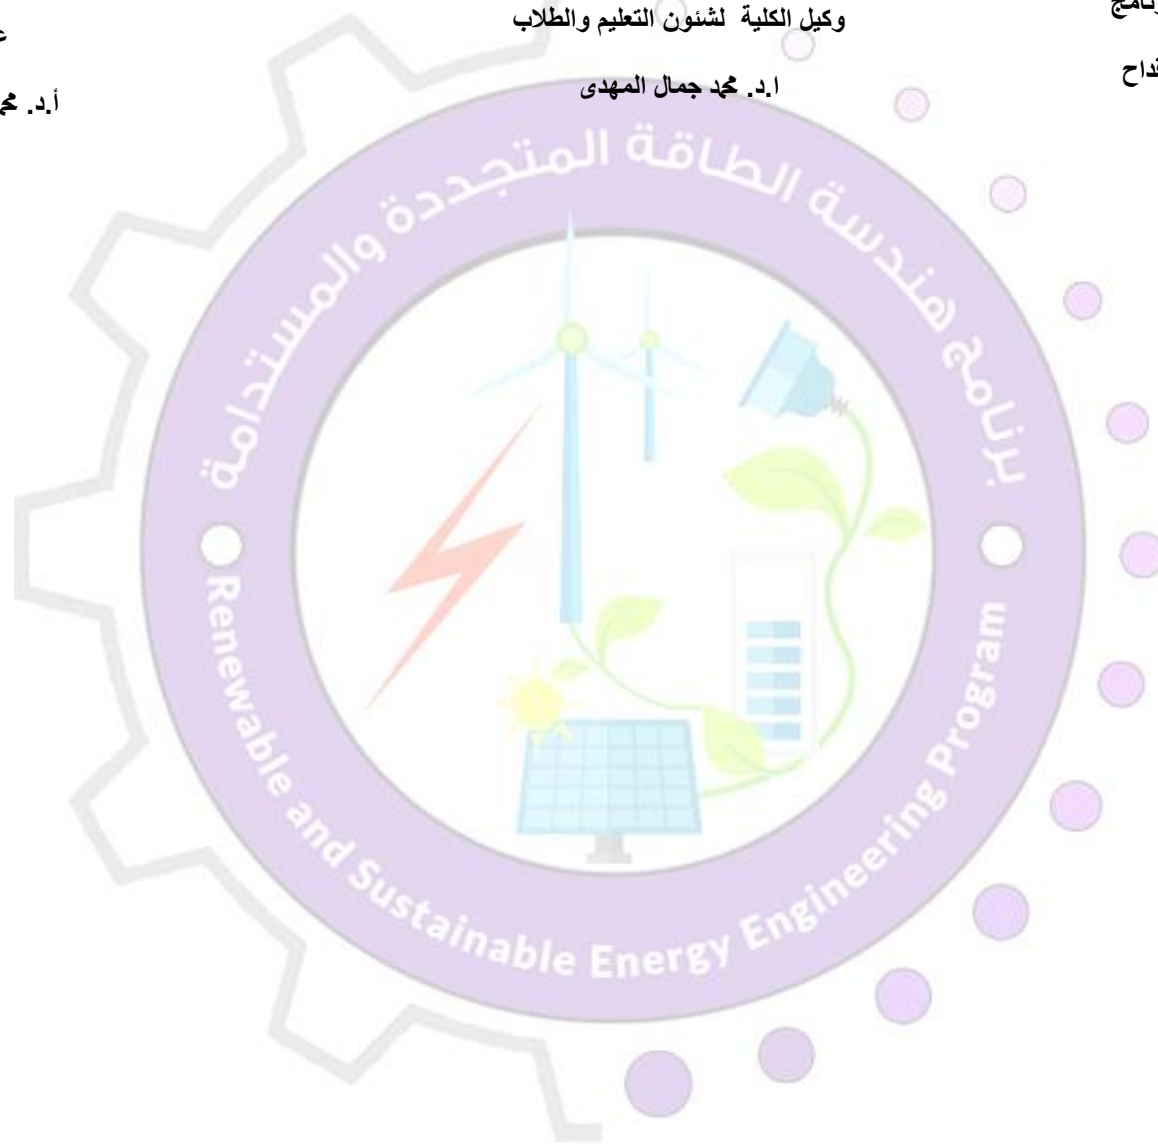 وكيل الكلية لشئون التعليم والطلاب
ا.د. محمد جمال المهدى
أ.د.
برنامج هندسة الطاقة المتجددة والمستدامة
Renewable and Sustainable Energy Engineering Program